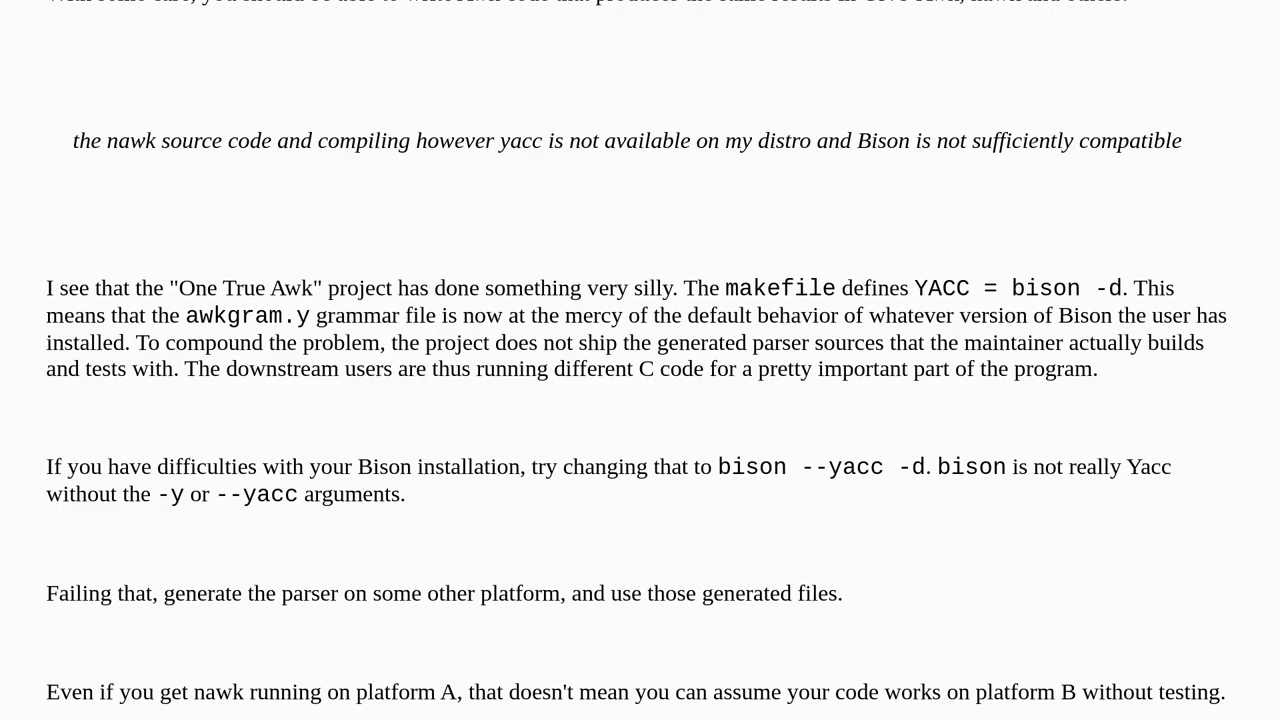 the nawk source code and compiling however yacc is not available on my distro and Bison is not sufficiently compatible
I see that the "One True Awk" project has done something very silly. The makefile defines YACC = bison -d. This
means that the awkgram.y grammar file is now at the mercy of the default behavior of whatever version of Bison the user has
installed. To compound the problem, the project does not ship the generated parser sources that the maintainer actually builds
and tests with. The downstream users are thus running different C code for a pretty important part of the program.
If you have difficulties with your Bison installation, try changing that to bison --yacc -d. bison is not really Yacc
without the -y or --yacc arguments.
Failing that, generate the parser on some other platform, and use those generated files.
Even if you get nawk running on platform A, that doesn't mean you can assume your code works on platform B without testing.